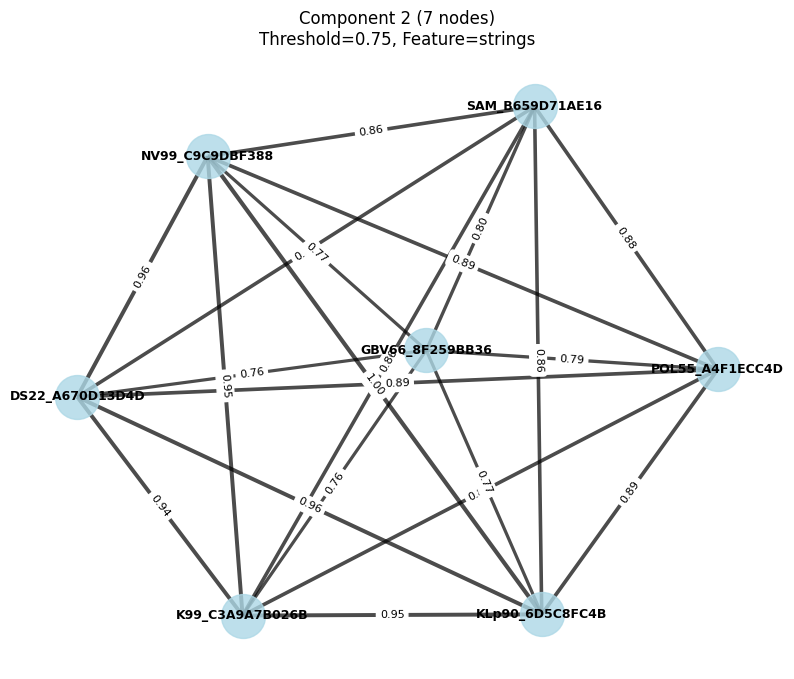 Component 2 (7 nodes)
Threshold=0.75, Feature=strings
SAM_B659D71AE16
0.86
NV99_C9C9DBF388
0.80
0.88
0.77
0.89
0.96
GBV66_8F259BB36
0.79
0.86
POL55_A4F1ECC4D
0.76
0.89
1.00
0.95
DS22_A670D13D4D
0.76
0.77
0.89
0.94
0.96
K99_C3A9A7B026B
0.95
KLp90_6D5C8FC4B